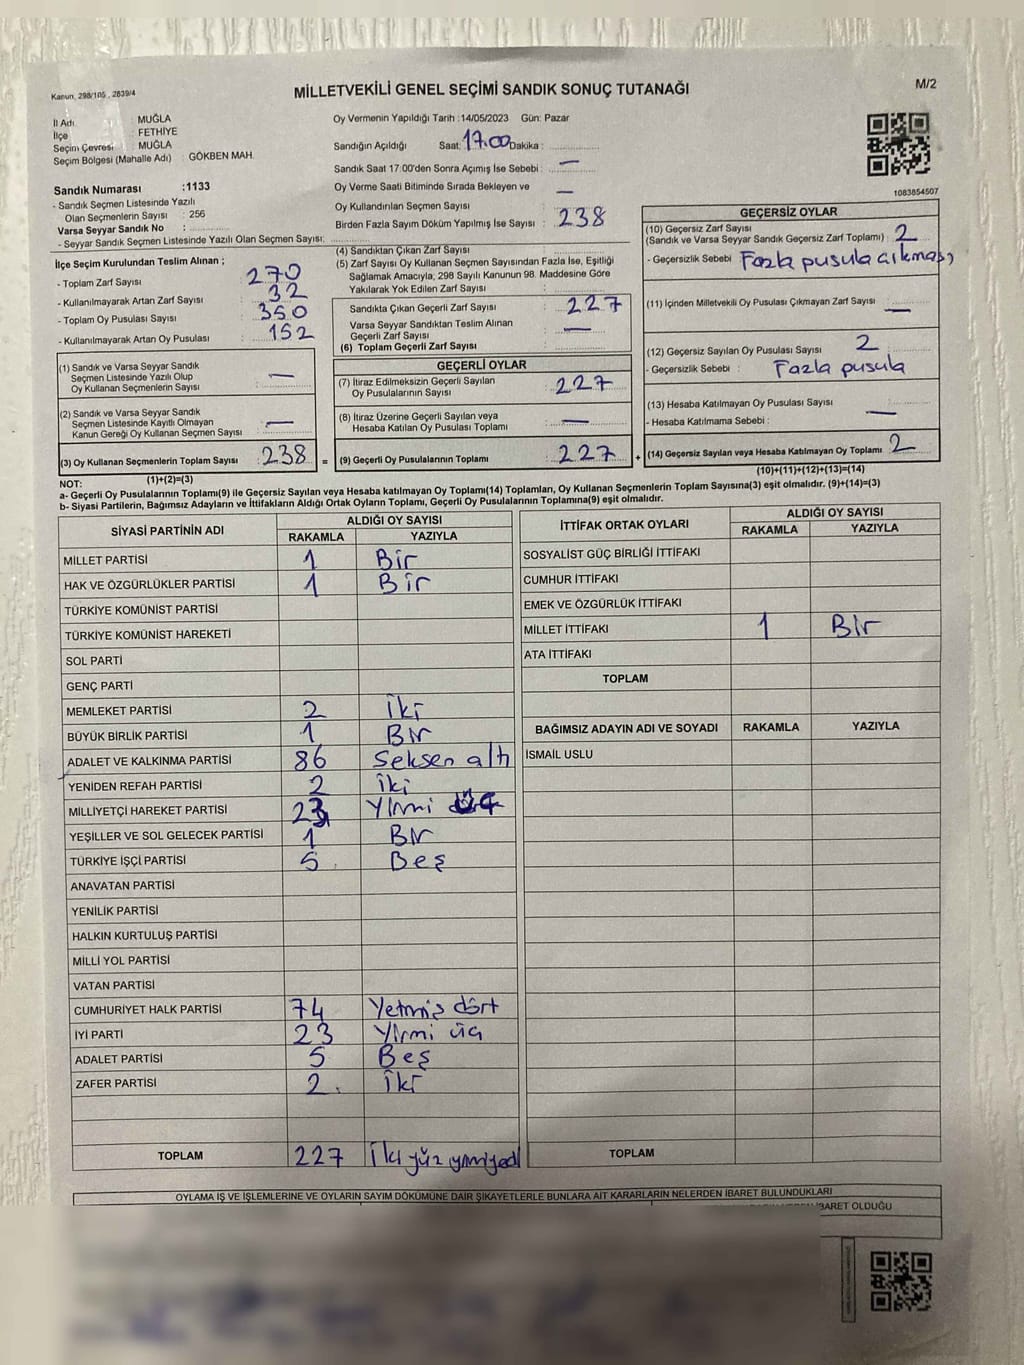 Kanun, 298/105 , 2839/4
MİLLETVEKİLİ GENEL SEÇİMİ SANDIK SONUÇ TUTANAĞI
M/2
İl Adı : MUĞLA
İlçe : FETHİYE
Seçim Çevresi : MUĞLA
Seçim Bölgesi (Mahalle Adı) : GÖKBEN MAH.
Sandık Numarası :1133
- Sandık Seçmen Listesinde Yazılı
Olan Seçmenlerin Sayısı : 256
Varsa Seyyar Sandık No :
- Seyyar Sandık Seçmen Listesinde Yazılı Olan Seçmen Sayısı:
Oy Vermenin Yapıldığı Tarih :14/05/2023 Gün: Pazar
Sandığın Açıldığı Saat: 17.00 Dakika :
Sandık Saat 17:00'den Sonra Açımış İse Sebebi : —
Oy Verme Saati Bitiminde Sırada Bekleyen ve —
Oy Kullandırılan Seçmen Sayısı
Birden Fazla Sayım Döküm Yapılmış İse Sayısı : 238
1083854507
İlçe Seçim Kurulundan Teslim Alınan ;
- Toplam Zarf Sayısı : 270
- Kullanılmayarak Artan Zarf Sayısı : 32
- Toplam Oy Pusulası Sayısı : 350
- Kullanılmayarak Artan Oy Pusulası : 152
(4) Sandıktan Çıkan Zarf Sayısı
(5) Zarf Sayısı Oy Kullanan Seçmen Sayısından Fazla İse, Eşitliği
Sağlamak Amacıyla, 298 Sayılı Kanunun 98. Maddesine Göre
Yakılarak Yok Edilen Zarf Sayısı
Sandıkta Çıkan Geçerli Zarf Sayısı : 227
Varsa Seyyar Sandıktan Teslim Alınan
Geçerli Zarf Sayısı : —
(6) Toplam Geçerli Zarf Sayısı :
GEÇERSİZ OYLAR
(10) Geçersiz Zarf Sayısı
(Sandık ve Varsa Seyyar Sandık Geçersiz Zarf Toplamı) : 2
- Geçersizlik Sebebi : Fazla pusula çıkması
(11) İçinden Milletvekili Oy Pusulası Çıkmayan Zarf Sayısı : —
(12) Geçersiz Sayılan Oy Pusulası Sayısı : 2
- Geçersizlik Sebebi : Fazla pusula
(13) Hesaba Katılmayan Oy Pusulası Sayısı : —
- Hesaba Katılmama Sebebi :
(14) Geçersiz Sayılan veya Hesaba Katılmayan Oy Toplamı : 2
(10)+(11)+(12)+(13)=(14)
(1) Sandık ve Varsa Seyyar Sandık
Seçmen Listesinde Yazılı Olup
Oy Kullanan Seçmenlerin Sayısı : —
(2) Sandık ve Varsa Seyyar Sandık
Seçmen Listesinde Kayıtlı Olmayan
Kanun Gereği Oy Kullanan Seçmen Sayısı : —
(3) Oy Kullanan Seçmenlerin Toplam Sayısı : 238 =
(1)+(2)=(3)
GEÇERLİ OYLAR
(7) İtiraz Edilmeksizin Geçerli Sayılan
Oy Pusulalarının Sayısı : 227
(8) İtiraz Üzerine Geçerli Sayılan veya
Hesaba Katılan Oy Pusulası Toplamı : —
(9) Geçerli Oy Pusulalarının Toplamı : 227 +
NOT:
a- Geçerli Oy Pusulalarının Toplamı(9) ile Geçersiz Sayılan veya Hesaba katılmayan Oy Toplamı(14) Toplamları, Oy Kullanan Seçmenlerin Toplam Sayısına(3) eşit olmalıdır. (9)+(14)=(3)
b- Siyasi Partilerin, Bağımsız Adayların ve İttifakların Aldığı Ortak Oyların Toplamı, Geçerli Oy Pusulalarının Toplamına(9) eşit olmalıdır.
SİYASİ PARTİNİN ADI ALDIĞI OY SAYISI
RAKAMLA YAZIYLA
MİLLET PARTİSİ 1 Bir
HAK VE ÖZGÜRLÜKLER PARTİSİ 1 Bir
TÜRKİYE KOMÜNİST PARTİSİ
TÜRKİYE KOMÜNİST HAREKETİ
SOL PARTİ
GENÇ PARTİ
MEMLEKET PARTİSİ 2 İki
BÜYÜK BİRLİK PARTİSİ 1 Bir
ADALET VE KALKINMA PARTİSİ 86 Seksen altı
YENİDEN REFAH PARTİSİ 2 iki
MİLLİYETÇİ HAREKET PARTİSİ 23 Yirmi üç
YEŞİLLER VE SOL GELECEK PARTİSİ 1 Bir
TÜRKİYE İŞÇİ PARTİSİ 5 Beş
ANAVATAN PARTİSİ
YENİLİK PARTİSİ
HALKIN KURTULUŞ PARTİSİ
MİLLİ YOL PARTİSİ
VATAN PARTİSİ
CUMHURİYET HALK PARTİSİ 74 Yetmiş dört
İYİ PARTİ 23 Yirmi üç
ADALET PARTİSİ 5 Beş
ZAFER PARTİSİ 2 İki
TOPLAM 227 İki yüz yirmiyedi
İTTİFAK ORTAK OYLARI ALDIĞI OY SAYISI
RAKAMLA YAZIYLA
SOSYALİST GÜÇ BİRLİĞİ İTTİFAKI
CUMHUR İTTİFAKI
EMEK VE ÖZGÜRLÜK İTTİFAKI
MİLLET İTTİFAKI 1 Bir
ATA İTTİFAKI
TOPLAM
BAĞIMSIZ ADAYIN ADI VE SOYADI RAKAMLA YAZIYLA
İSMAİL USLU
TOPLAM
OYLAMA İŞ VE İŞLEMLERİNE VE OYLARIN SAYIM DÖKÜMÜNE DAİR ŞİKAYETLERLE BUNLARA AİT KARARLARIN NELERDEN İBARET BULUNDUKLARI
İBARET OLDUĞU